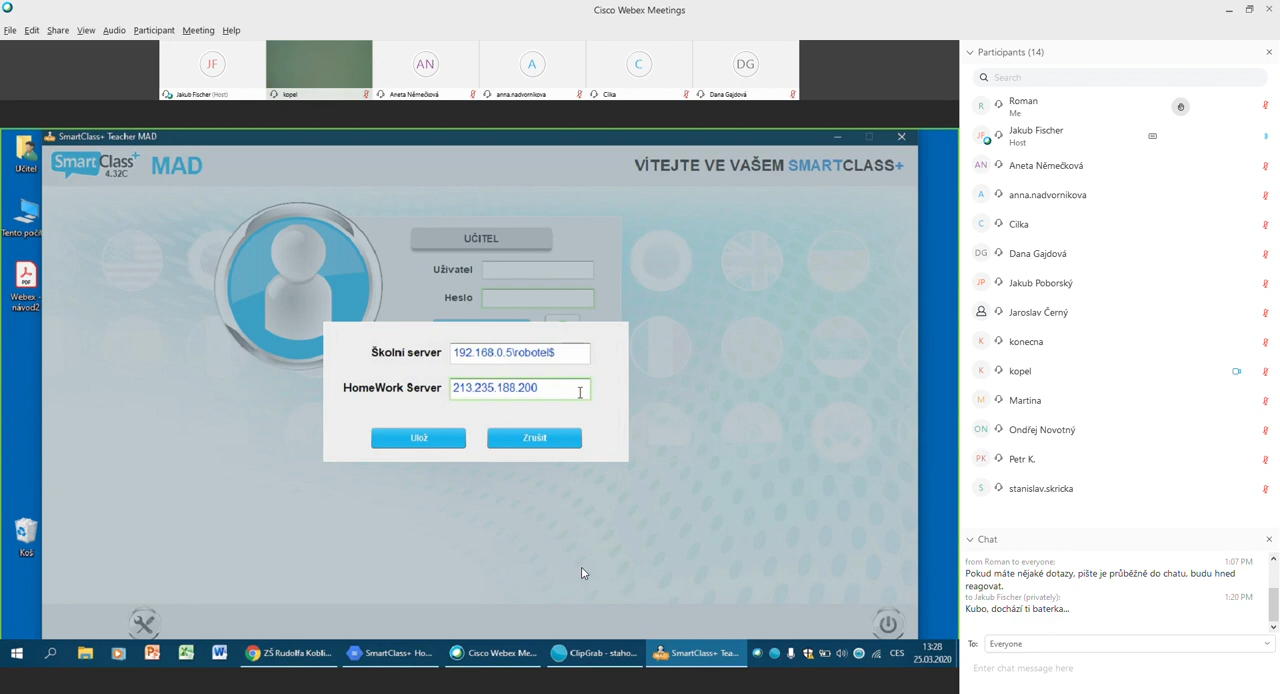 Cisco Webex Meetings
File Edit Share View Audio Participant Meeting Help
JF
AN
A
C
DG
Jakub Fischer (Host)
kopel
Aneta Němečková
anna.nadvornikova
Cilka
Dana Gajdová
Učitel
Tento počí
PDF
Webex - návod2
Koš
SmartClass+ Teacher MAD
SmartClass+ MAD
4.32C
VÍTEJTE VE VAŠEM SMARTCLASS+
UČITEL
Uživatel
Heslo
Školní server 192.168.0.5\robotel$
HomeWork Server 213.235.188.200
Ulož Zrušit
ZŠ Rudolfa Kobli...
SmartClass+ Ho...
Cisco Webex Me...
ClipGrab - staho...
SmartClass+ Tea...
CES
13:28
25.03.2020
Participants (14)
Search
R Roman
Me
JF Jakub Fischer
Host
AN Aneta Němečková
A anna.nadvornikova
C Cilka
DG Dana Gajdová
JP Jakub Poborský
Jaroslav Černý
K konecna
K kopel
M Martina
ON Ondřej Novotný
PK Petr K.
S stanislav.skricka
Chat
from Roman to everyone: 1:07 PM
Pokud máte nějaké dotazy, pište je průběžně do chatu, budu hned
reagovat.
to Jakub Fischer (privately): 1:20 PM
Kubo, dochází ti baterka...
To: Everyone
Enter chat message here